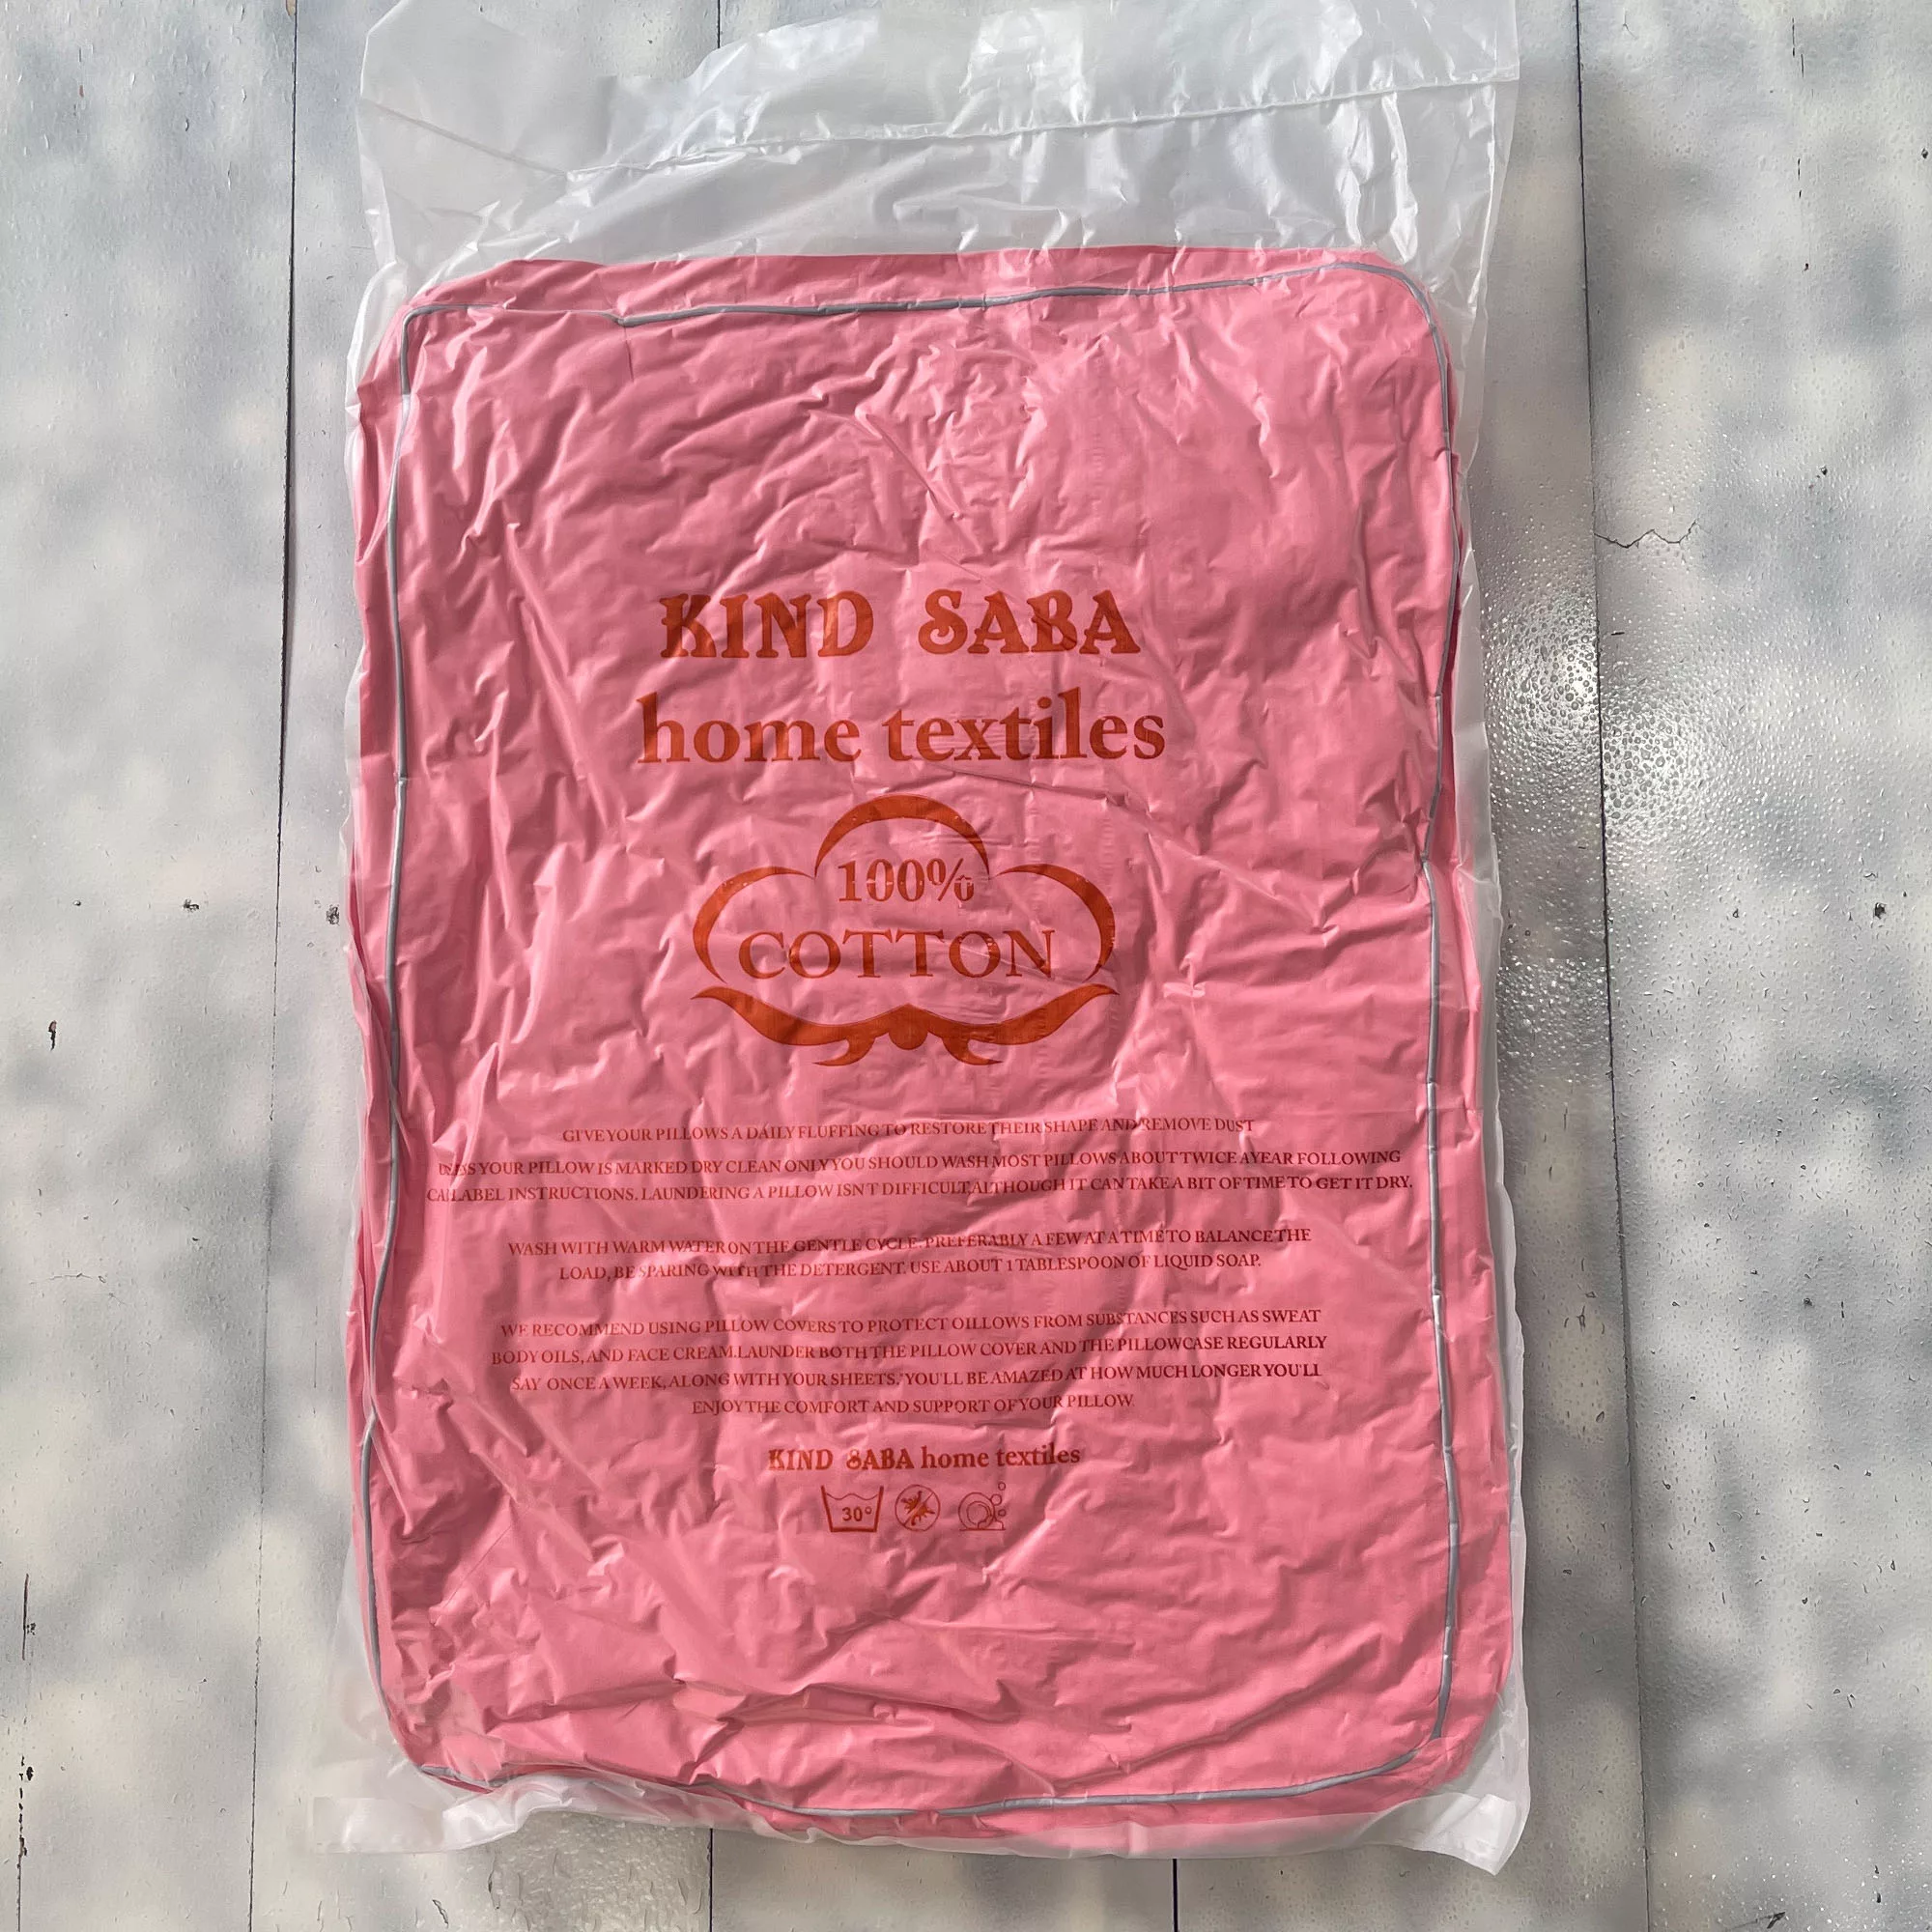 KIND SABA
home textiles
100%
COTTON
GIVE YOUR PILLOWS A DAILY FLUFFING TO RESTORE THEIR SHAPE AND REMOVE DUST
YOUR PILLOW IS MARKED DRY CLEAN ONLY YOU SHOULD WASH MOST PILLOWS ABOUT TWICE A YEAR FOLLOWING
LABEL INSTRUCTIONS. LAUNDERING A PILLOW ISN'T DIFFICULT, ALTHOUGH IT CAN TAKE A BIT OF TIME TO GET IT DRY.
WASH WITH WARM WATER ON THE GENTLE CYCLE. PREFERABLY A FEW AT A TIME TO BALANCE THE
LOAD, BE SPARING WITH THE DETERGENT. USE ABOUT 1 TABLESPOON OF LIQUID SOAP.
WE RECOMMEND USING PILLOW COVERS TO PROTECT OILLOWS FROM SUBSTANCES SUCH AS SWEAT
BODY OILS, AND FACE CREAM. LAUNDER BOTH THE PILLOW COVER AND THE PILLOWCASE REGULARLY
SAY ONCE A WEEK, ALONG WITH YOUR SHEETS. YOU'LL BE AMAZED AT HOW MUCH LONGER YOU'LL
ENJOY THE COMFORT AND SUPPORT OF YOUR PILLOW
KIND SABA home textiles
30°